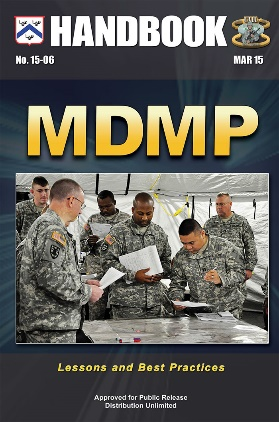 HANDBOOK
No. 15-06 MAR 15
MDMP
Lessons and Best Practices
Approved for Public Release
Distribution Unlimited